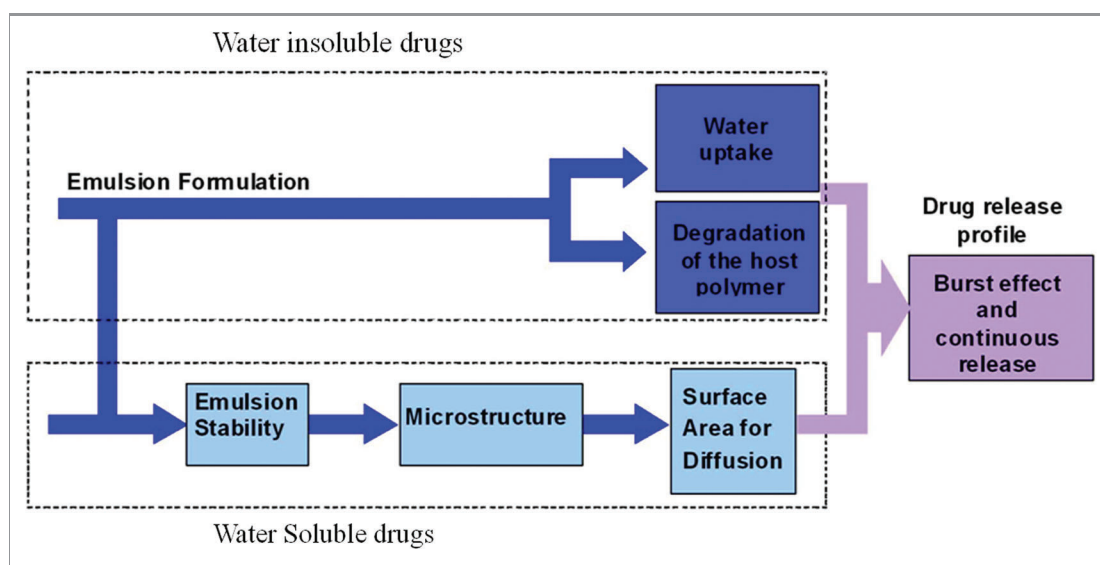 Water insoluble drugs
Emulsion Formulation
Water
uptake
Degradation
of the host
polymer
Drug release
profile
Burst effect
and
continuous
release
Emulsion
Stability
Microstructure
Surface
Area for
Diffusion
Water Soluble drugs